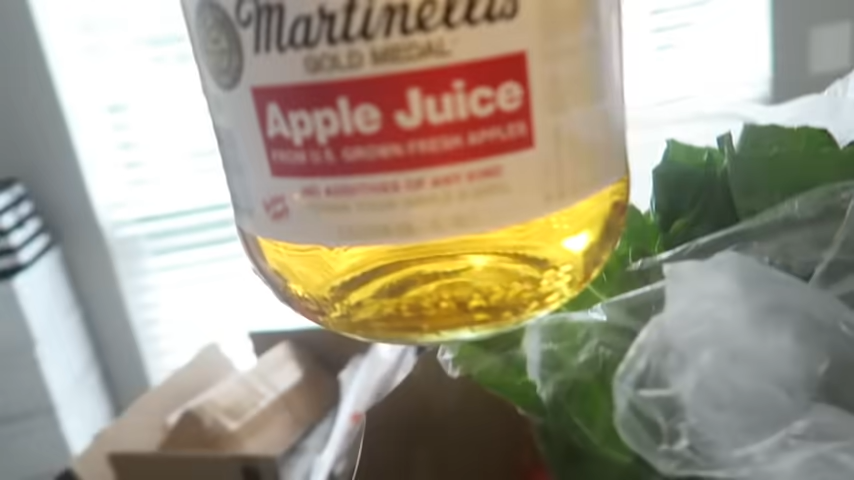 Martinelli's
GOLD MEDAL
Apple Juice
FROM U.S. GROWN FRESH APPLES
NO ADDITIVES OF ANY KIND